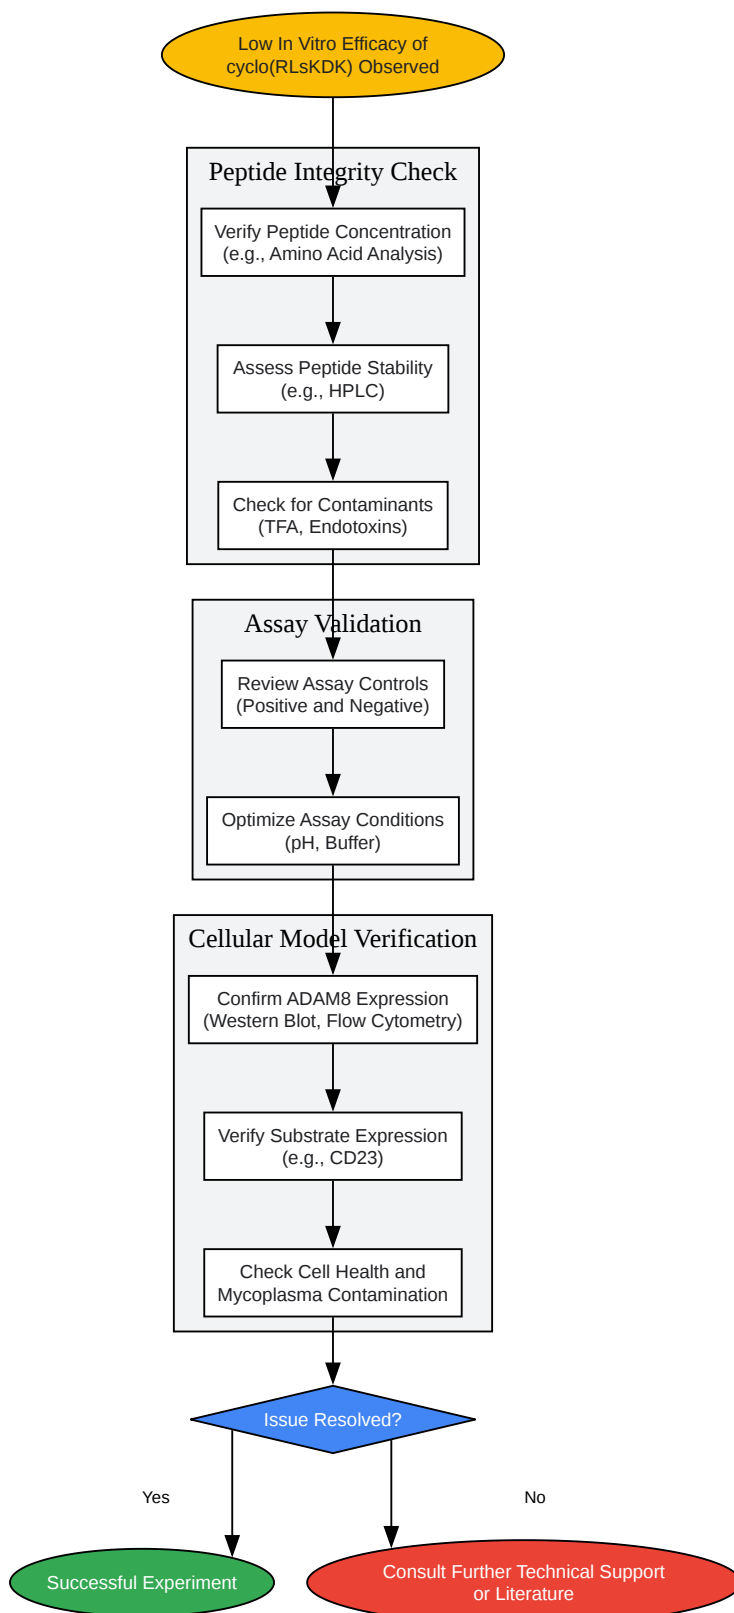 Low In Vitro Efficacy of
cyclo(RLsKDK) Observed
Peptide Integrity Check
Verify Peptide Concentration
(e.g., Amino Acid Analysis)
Assess Peptide Stability
(e.g., HPLC)
Check for Contaminants
(TFA, Endotoxins)
Assay Validation
Review Assay Controls
(Positive and Negative)
Optimize Assay Conditions
(pH, Buffer)
Cellular Model Verification
Confirm ADAM8 Expression
(Western Blot, Flow Cytometry)
Verify Substrate Expression
(e.g., CD23)
Check Cell Health and
Mycoplasma Contamination
Issue Resolved?
Yes
No
Successful Experiment
Consult Further Technical Support
or Literature